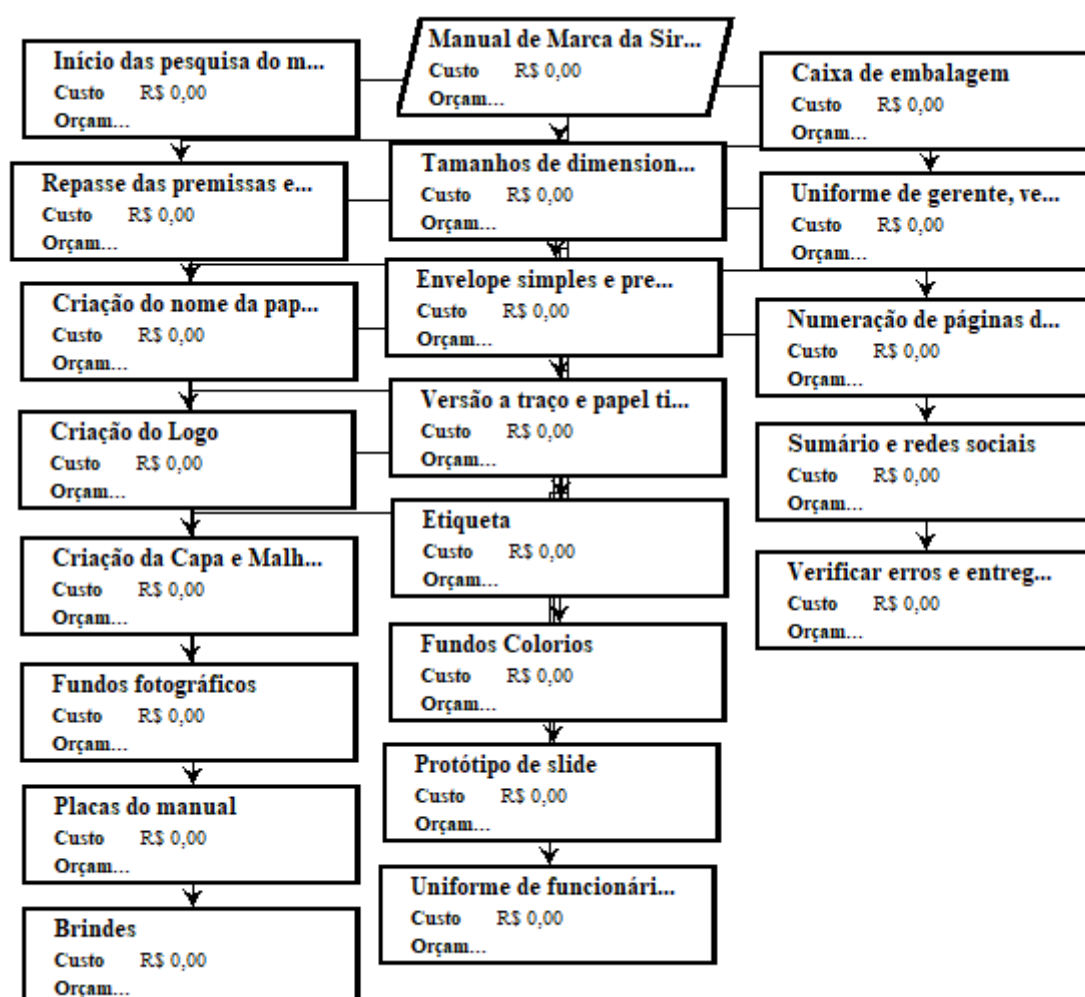 Início das pesquisa do m...
Custo R$ 0,00
Orçam...
Repasse das premissas e...
Custo R$ 0,00
Orçam...
Criação do nome da pap...
Custo R$ 0,00
Orçam...
Criação do Logo
Custo R$ 0,00
Orçam...
Criação da Capa e Malh...
Custo R$ 0,00
Orçam...
Fundos fotográficos
Custo R$ 0,00
Orçam...
Placas do manual
Custo R$ 0,00
Orçam...
Brindes
Custo R$ 0,00
Orçam...
Manual de Marca da Sir...
Custo R$ 0,00
Orçam...
Tamanhos de dimension...
Custo R$ 0,00
Orçam...
Envelope simples e pre...
Custo R$ 0,00
Orçam...
Versão a traço e papel ti...
Custo R$ 0,00
Orçam...
Etiqueta
Custo R$ 0,00
Orçam...
Fundos Colorios
Custo R$ 0,00
Orçam...
Protótipo de slide
Custo R$ 0,00
Orçam...
Uniforme de funcionári...
Custo R$ 0,00
Orçam...
Caixa de embalagem
Custo R$ 0,00
Orçam...
Uniforme de gerente, ve...
Custo R$ 0,00
Orçam...
Numeração de páginas d...
Custo R$ 0,00
Orçam...
Sumário e redes sociais
Custo R$ 0,00
Orçam...
Verificar erros e entreg...
Custo R$ 0,00
Orçam...